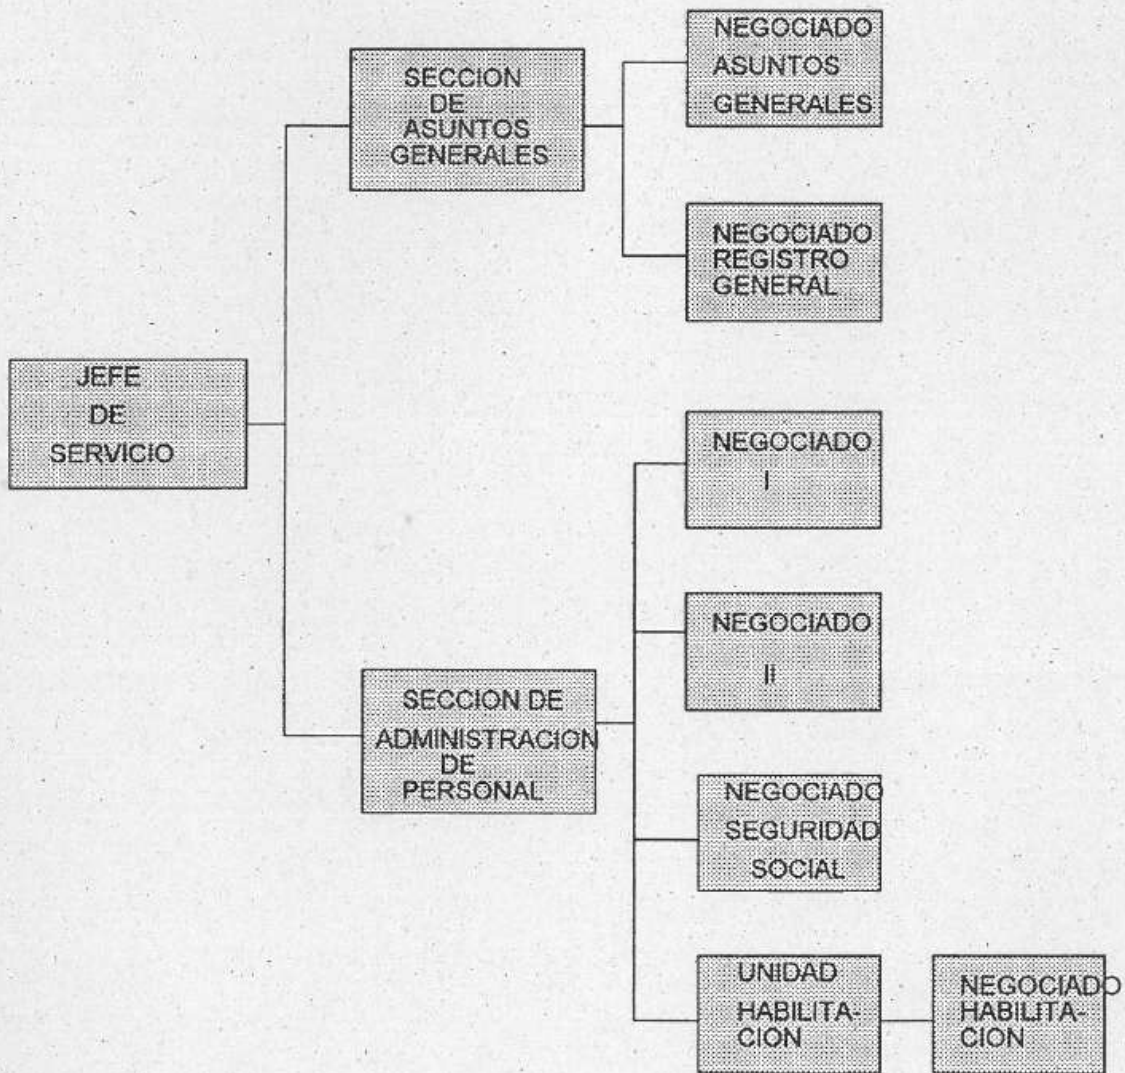 JEFE
DE
SERVICIO
SECCION
DE
ASUNTOS
GENERALES
NEGOCIADO
ASUNTOS
GENERALES
NEGOCIADO
REGISTRO
GENERAL
SECCION DE
ADMINISTRACION
DE
PERSONAL
NEGOCIADO
I
NEGOCIADO
II
NEGOCIADO
SEGURIDAD
SOCIAL
UNIDAD
HABILITA-
CION
NEGOCIADO
HABILITA-
CION